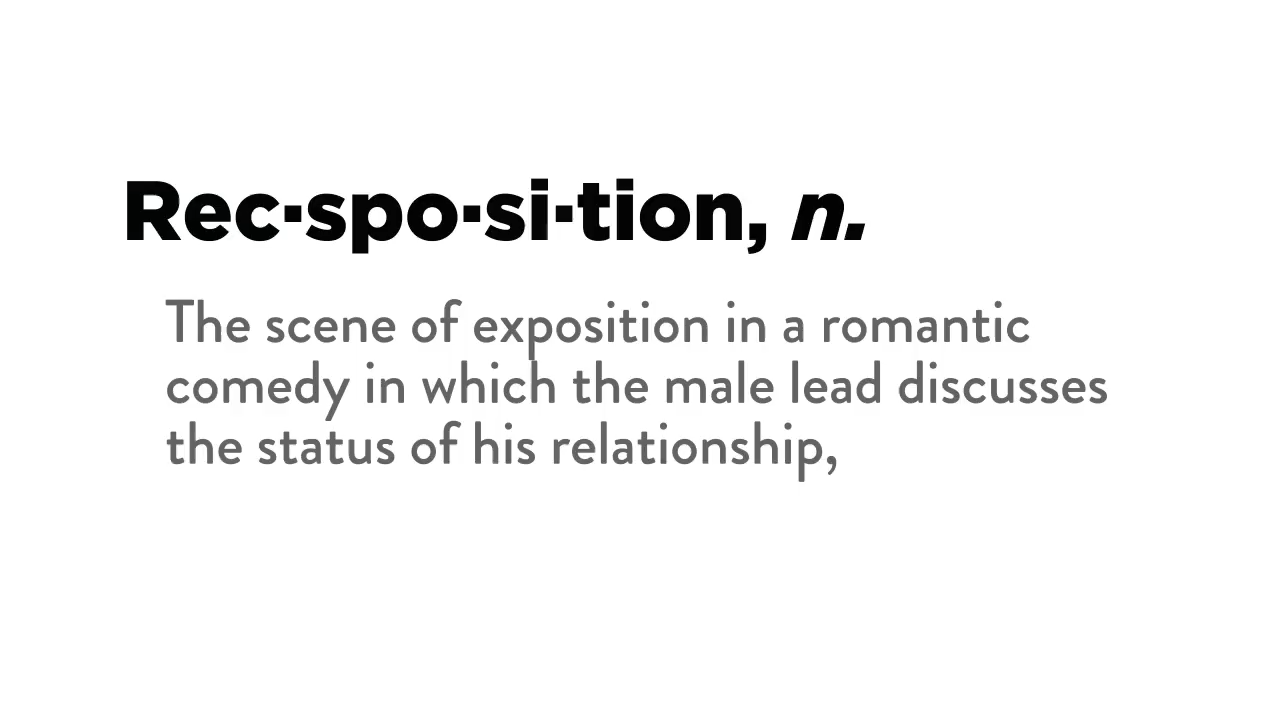 Rec·spo·si·tion, n.
The scene of exposition in a romantic
comedy in which the male lead discusses
the status of his relationship,